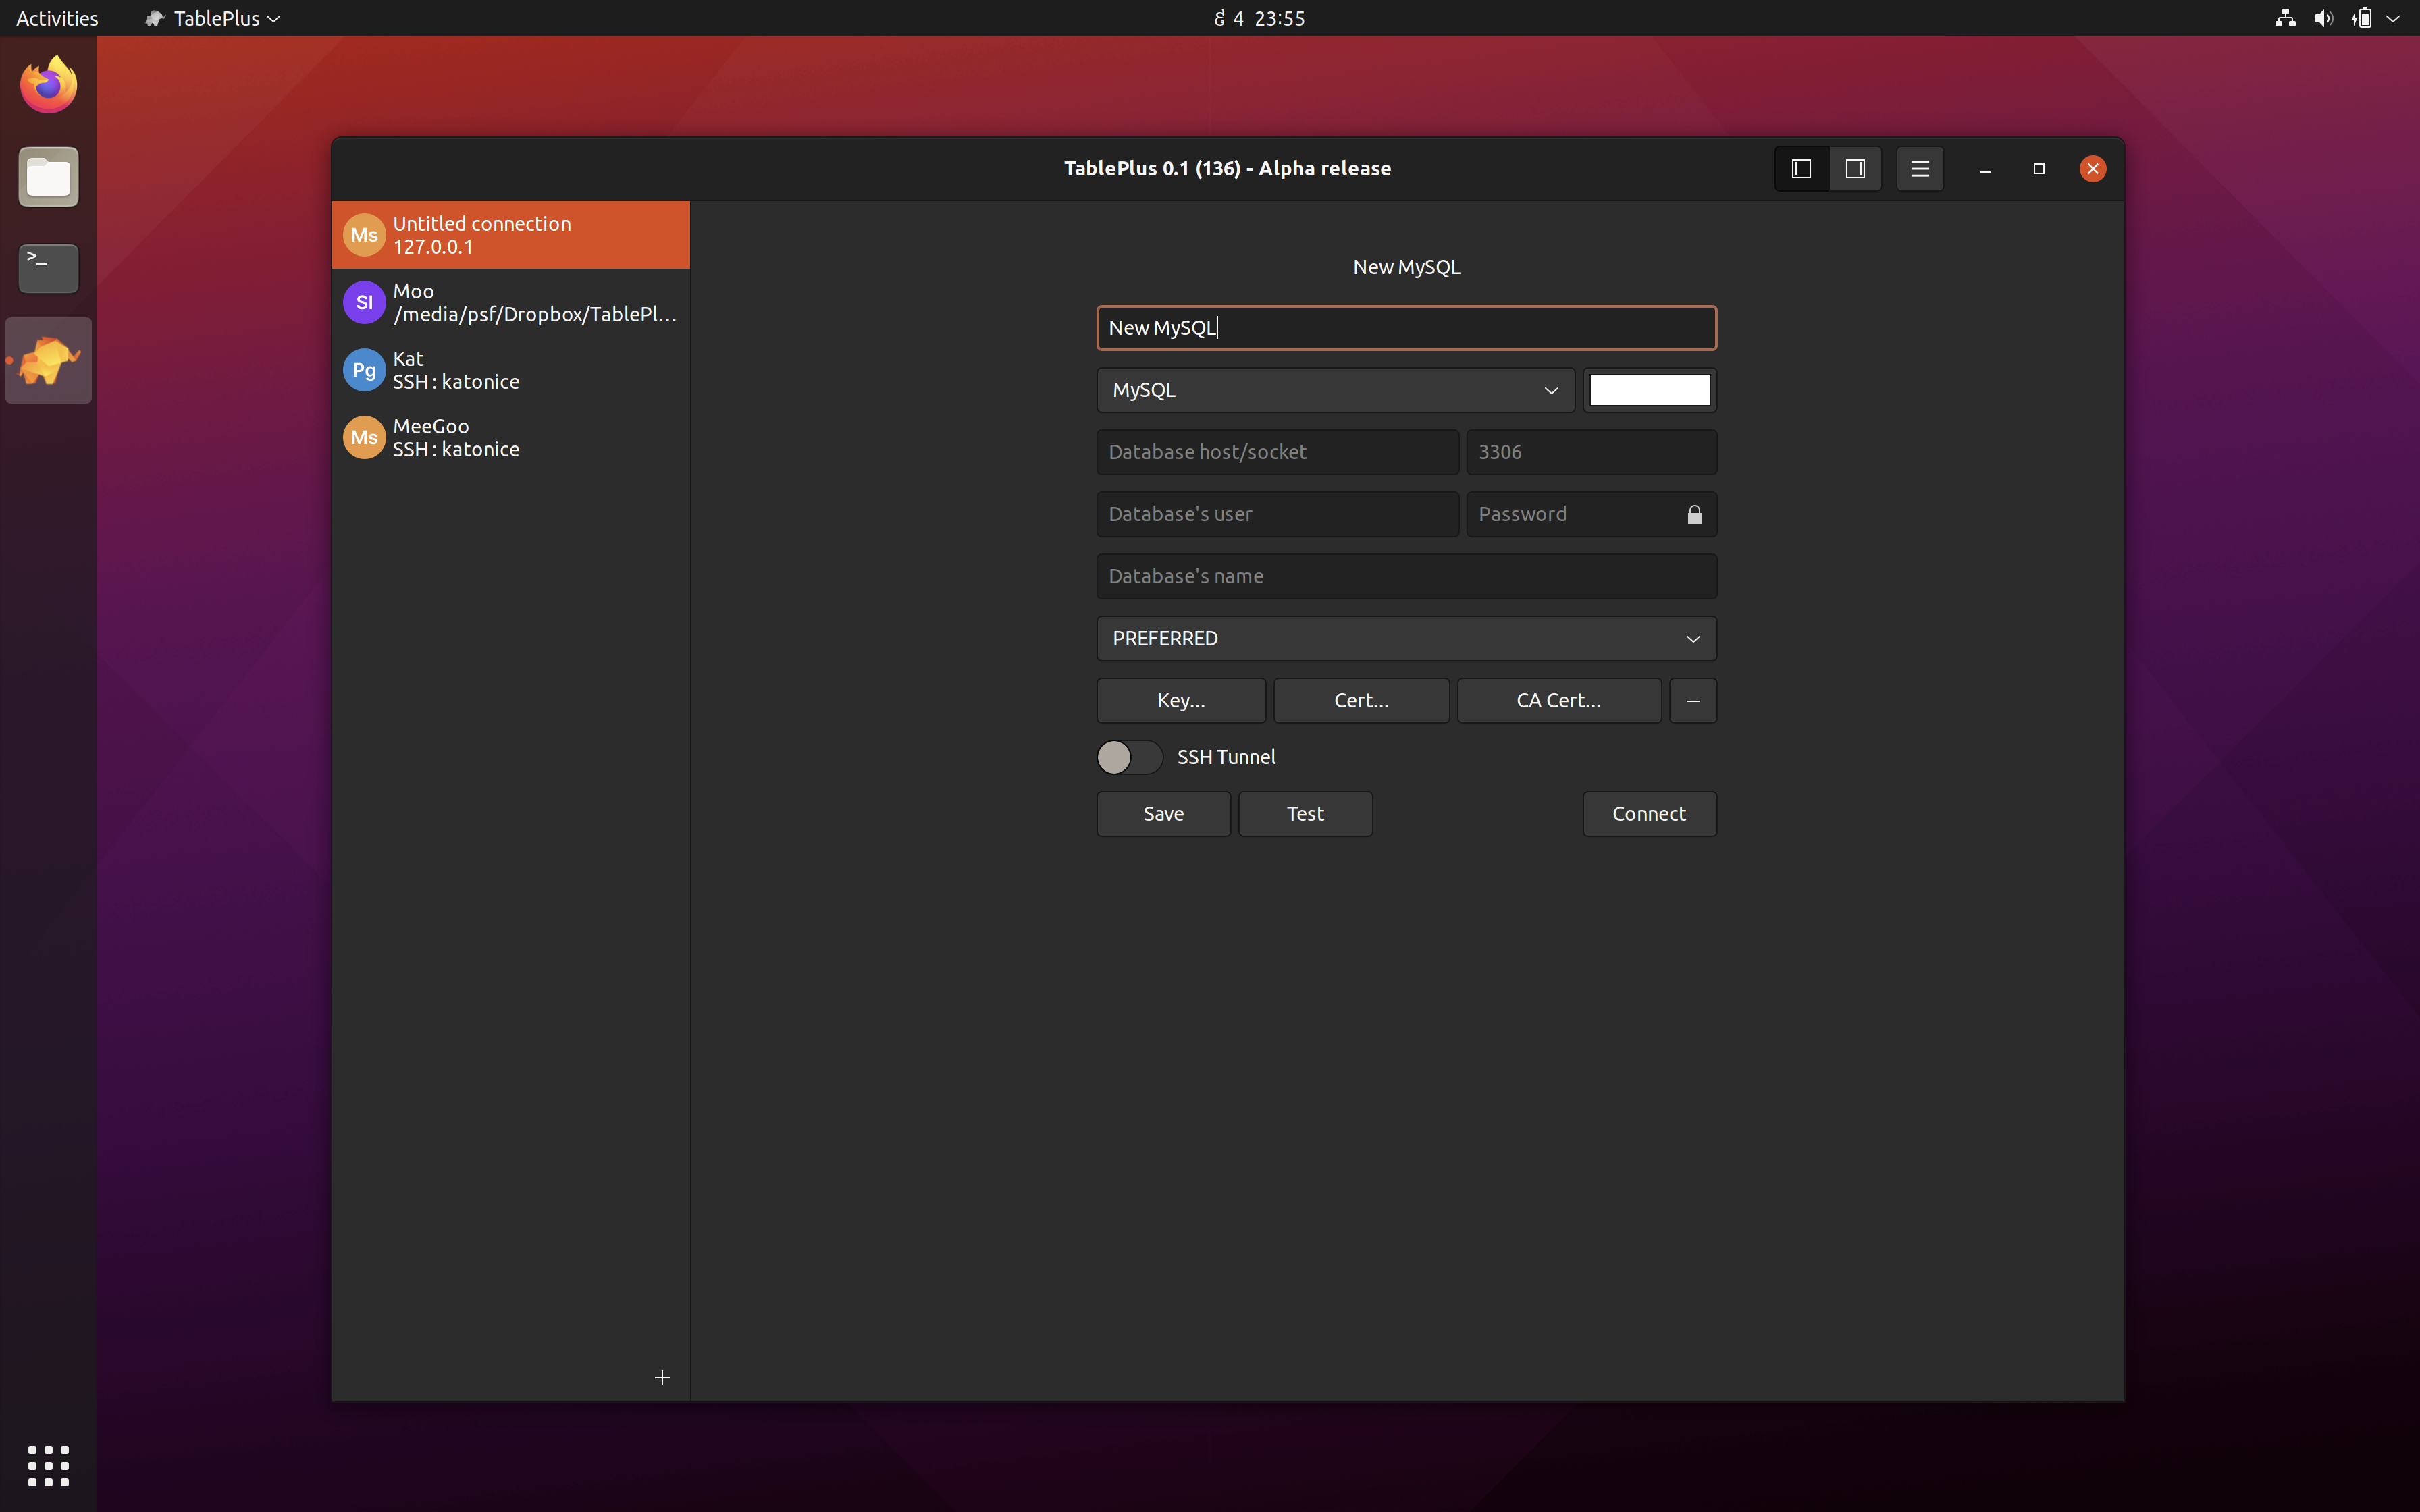 Activities
TablePlus
4 23:55
TablePlus 0.1 (136) - Alpha release
Ms
Untitled connection
127.0.0.1
Sl
Moo
/media/psf/Dropbox/TablePl...
Pg
Kat
SSH : katonice
Ms
MeeGoo
SSH : katonice
New MySQL
New MySQL
MySQL
Database host/socket
3306
Database's user
Password
Database's name
PREFERRED
Key...
Cert...
CA Cert...
SSH Tunnel
Save
Test
Connect